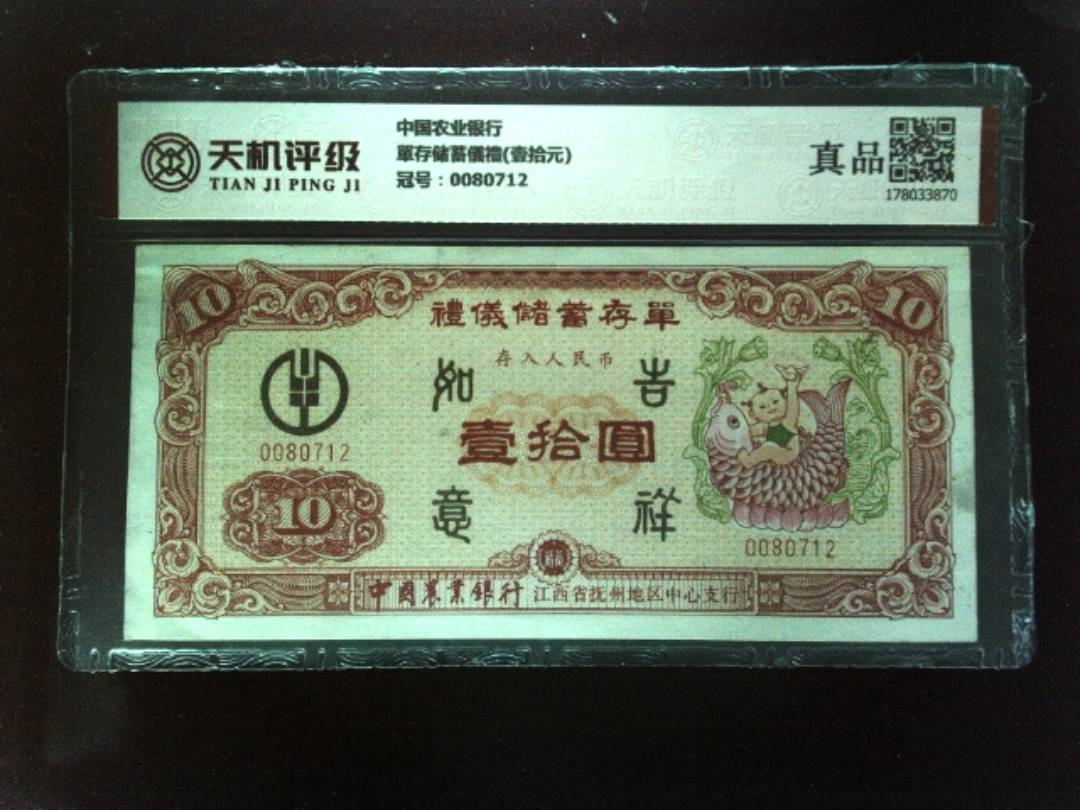 天机评级
TIAN JI PING JI
中国农业银行
單存储蓄儀禮(壹拾元)
冠号：0080712
真品
178033870
10
10
禮儀儲蓄存單
存入人民币
如 吉
壹拾圓
意 祥
0080712
10
0080712
中國農業銀行 江西省抚州地区中心支行